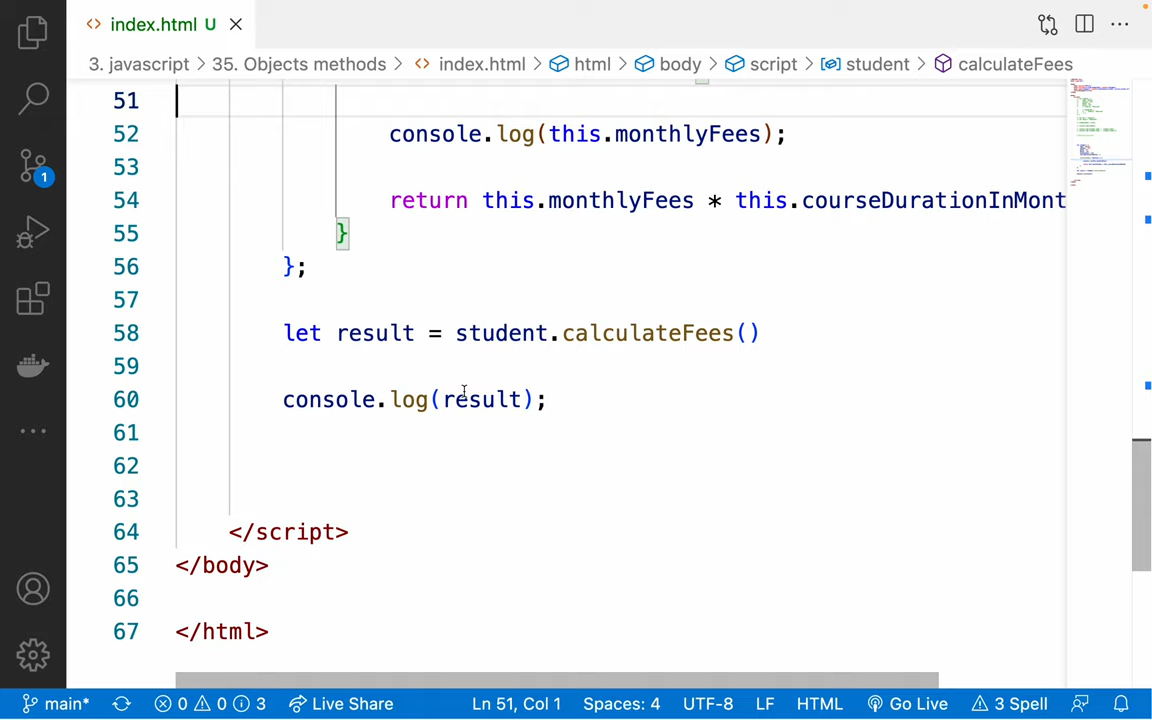 index.html U
3. javascript > 35. Objects methods > index.html > html > body > script > student > calculateFees
51
52 console.log(this.monthlyFees);
53
54 return this.monthlyFees * this.courseDurationInMont
55 }
56 };
57
58 let result = student.calculateFees()
59
60 console.log(result);
61
62
63
64 </script>
65 </body>
66
67 </html>
1
main* 0 0 3 Live Share Ln 51, Col 1 Spaces: 4 UTF-8 LF HTML Go Live 3 Spell